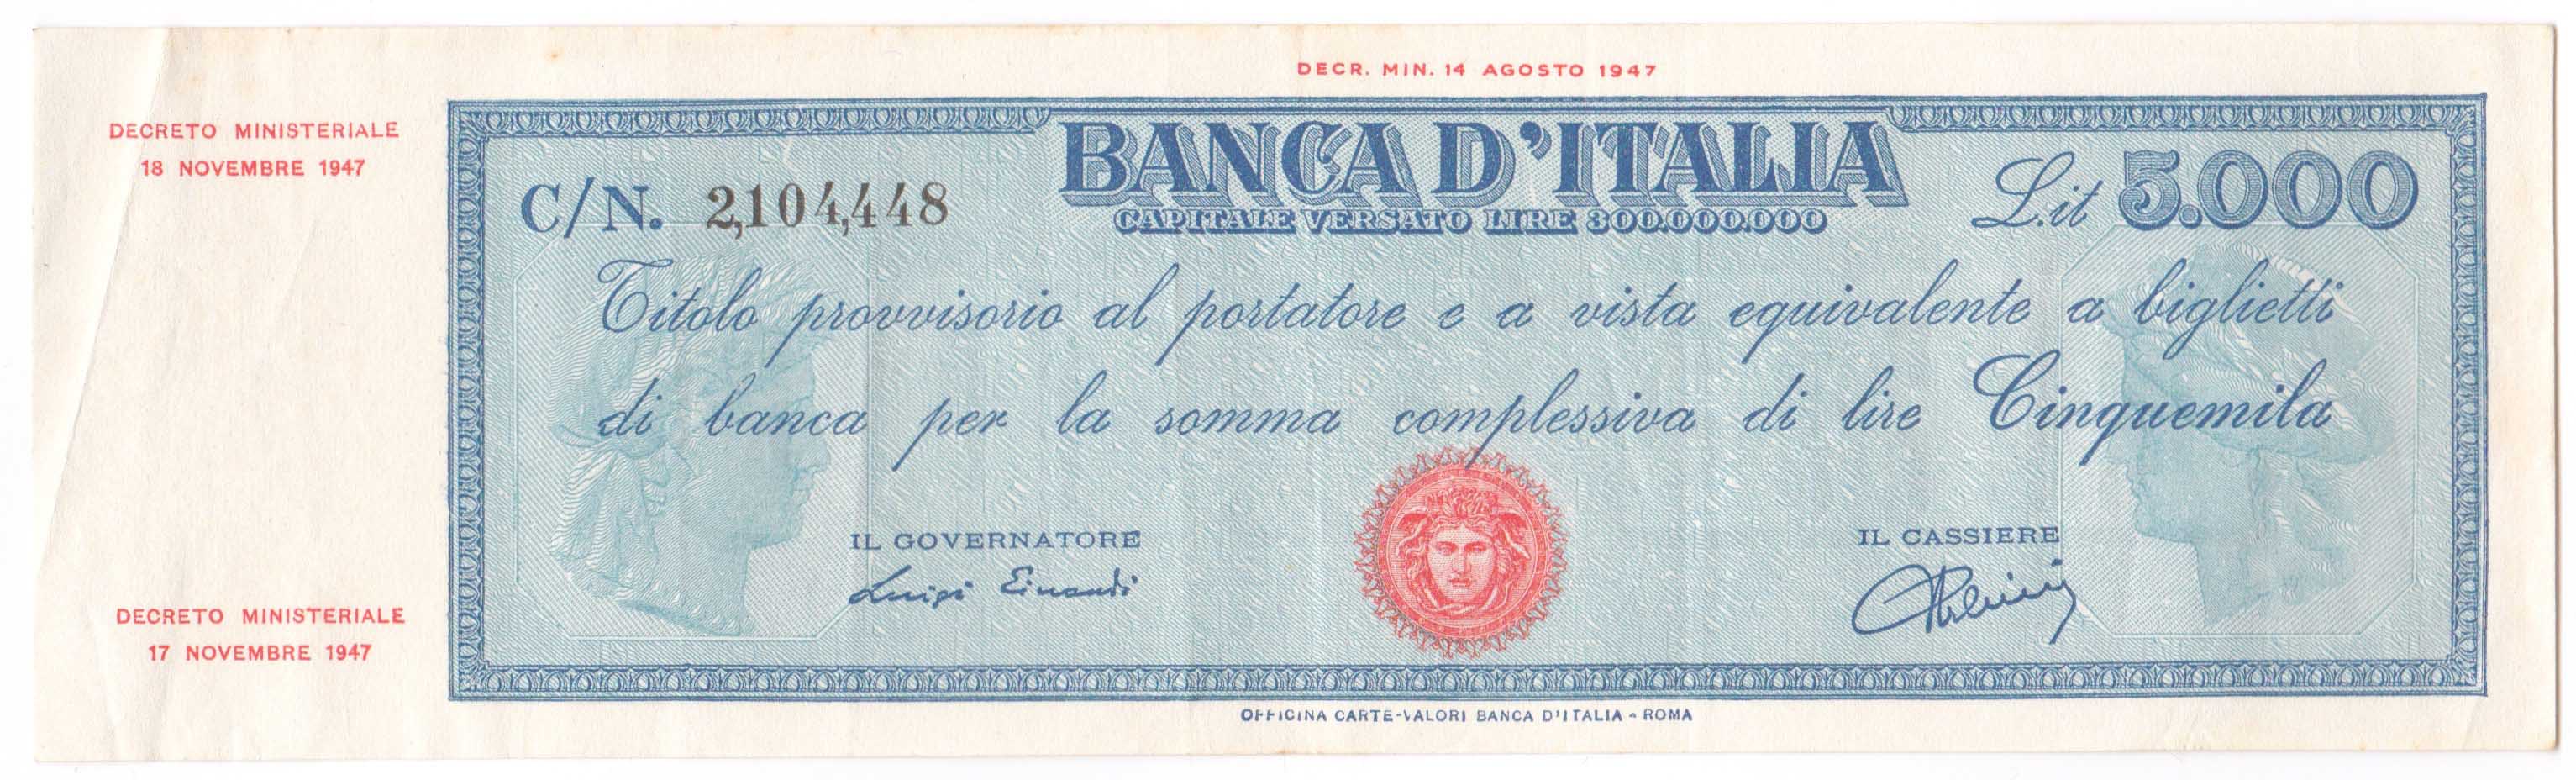 DECR. MIN. 14 AGOSTO 1947
DECRETO MINISTERIALE
18 NOVEMBRE 1947
BANCA D'ITALIA
CAPITALE VERSATO LIRE 300.000.000
C/N. 2,104,448
L.it 5.000
Titolo provvisorio al portatore e a vista equivalente a biglietti
di banca per la somma complessiva di lire Cinquemila
IL GOVERNATORE
Luigi Einaudi
IL CASSIERE
DECRETO MINISTERIALE
17 NOVEMBRE 1947
OFFICINA CARTE-VALORI BANCA D'ITALIA - ROMA